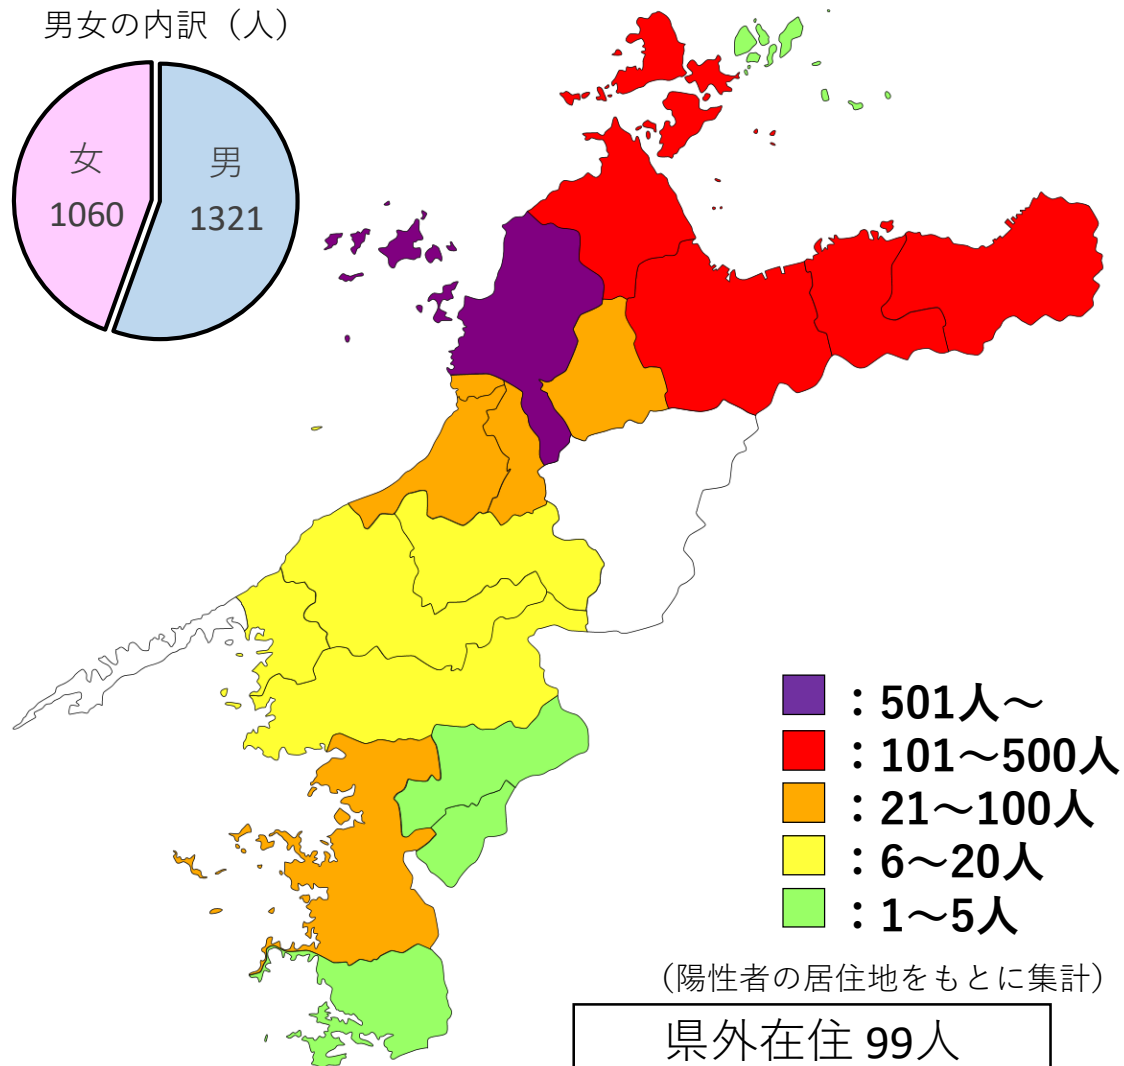 男女の内訳（人）
女
1060
男
1321
：501人～
：101～500人
：21～100人
：6～20人
：1～5人
（陽性者の居住地をもとに集計）
県外在住 99人